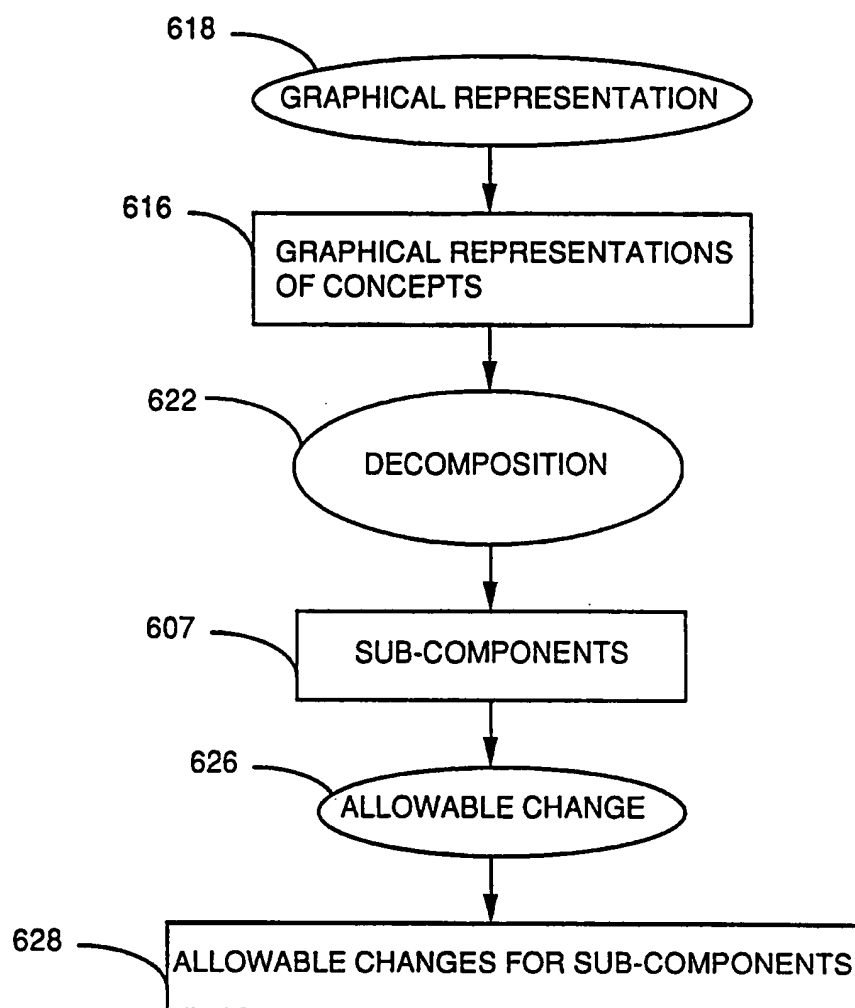 618
GRAPHICAL REPRESENTATION
616
GRAPHICAL REPRESENTATIONS
OF CONCEPTS
622
DECOMPOSITION
607
SUB-COMPONENTS
626
ALLOWABLE CHANGE
628
ALLOWABLE CHANGES FOR SUB-COMPONENTS